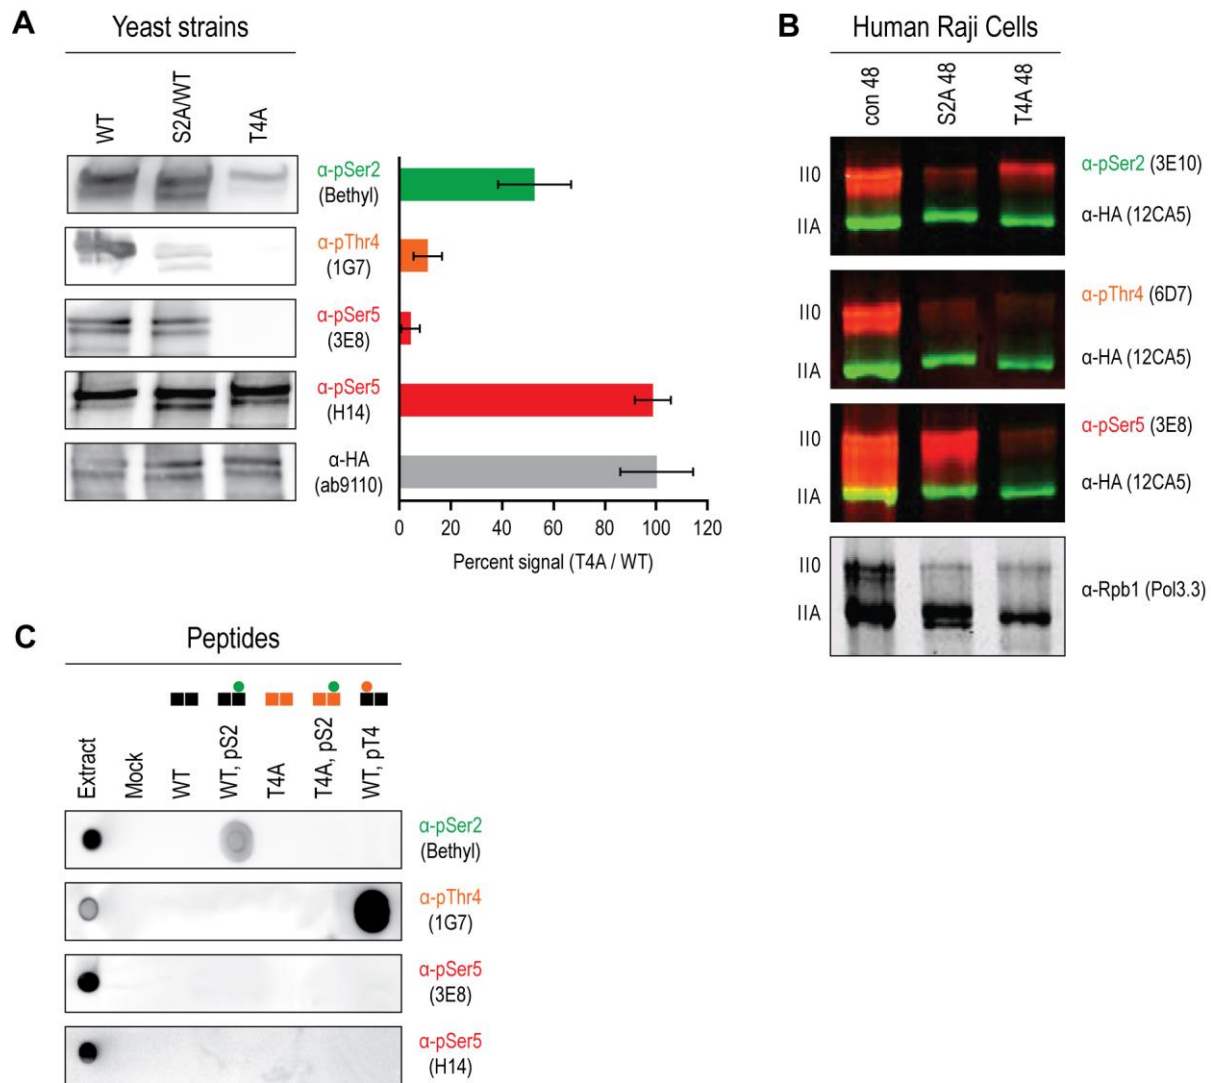 A
Yeast strains
WT
S2A/WT
T4A
α-pSer2
(Bethyl)
α-pThr4
(1G7)
α-pSer5
(3E8)
α-pSer5
(H14)
α-HA
(ab9110)
0 20 40 60 80 100 120
Percent signal (T4A / WT)
B
Human Raji Cells
con 48
S2A 48
T4A 48
II0
IIA
α-pSer2 (3E10)
α-HA (12CA5)
II0
IIA
α-pThr4 (6D7)
α-HA (12CA5)
II0
IIA
α-pSer5 (3E8)
α-HA (12CA5)
II0
IIA
α-Rpb1 (Pol3.3)
C
Peptides
Extract
Mock
WT
WT, pS2
T4A
T4A, pS2
WT, pT4
α-pSer2
(Bethyl)
α-pThr4
(1G7)
α-pSer5
(3E8)
α-pSer5
(H14)